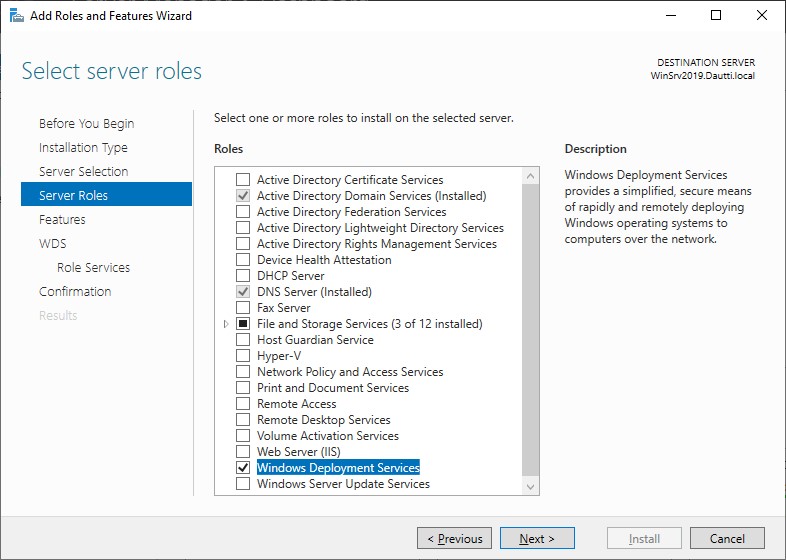 Add Roles and Features Wizard
Select server roles
DESTINATION SERVER
WinSrv2019.Dautti.local
Before You Begin
Installation Type
Server Selection
Server Roles
Features
WDS
Role Services
Confirmation
Results
Select one or more roles to install on the selected server.
Roles
Active Directory Certificate Services
Active Directory Domain Services (Installed)
Active Directory Federation Services
Active Directory Lightweight Directory Services
Active Directory Rights Management Services
Device Health Attestation
DHCP Server
DNS Server (Installed)
Fax Server
File and Storage Services (3 of 12 installed)
Host Guardian Service
Hyper-V
Network Policy and Access Services
Print and Document Services
Remote Access
Remote Desktop Services
Volume Activation Services
Web Server (IIS)
Windows Deployment Services
Windows Server Update Services
Description
Windows Deployment Services
provides a simplified, secure means
of rapidly and remotely deploying
Windows operating systems to
computers over the network.
< Previous
Next >
Install
Cancel